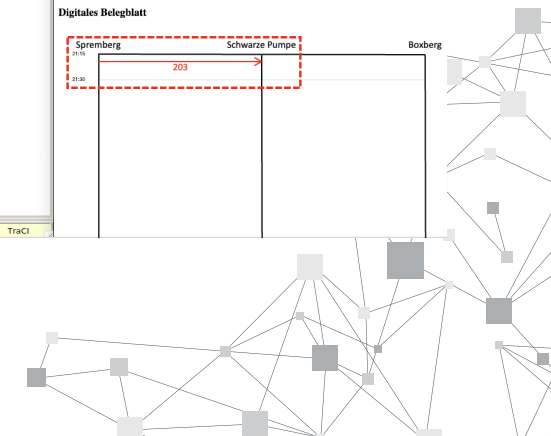 Digitales Belegblatt
Spremberg Schwarze Pumpe Boxberg
21:15
203
21:30
TraCI